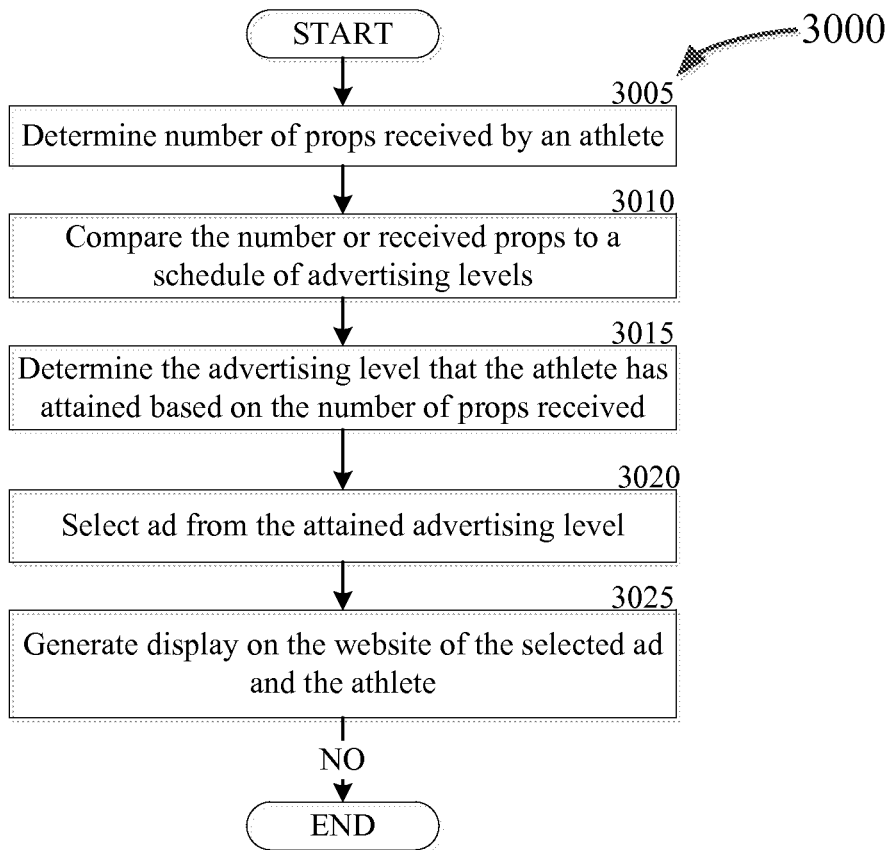 START
3000
3005
Determine number of props received by an athlete
3010
Compare the number or received props to a
schedule of advertising levels
3015
Determine the advertising level that the athlete has
attained based on the number of props received
3020
Select ad from the attained advertising level
3025
Generate display on the website of the selected ad
and the athlete
NO
END